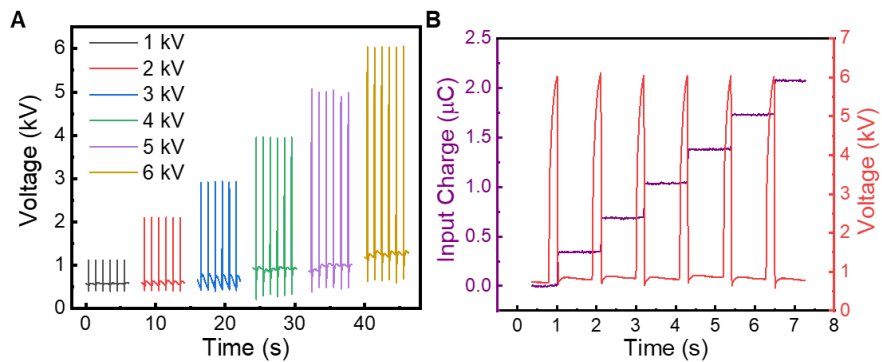 A
Voltage (kV)
6
5
4
3
2
1
0
1 kV
2 kV
3 kV
4 kV
5 kV
6 kV
0 10 20 30 40
Time (s)
B
Input Charge (μC)
2.5
2.0
1.5
1.0
0.5
0.0
0 1 2 3 4 5 6 7 8
Time (s)
7
6
5
4
3
2
1
0
Voltage (kV)